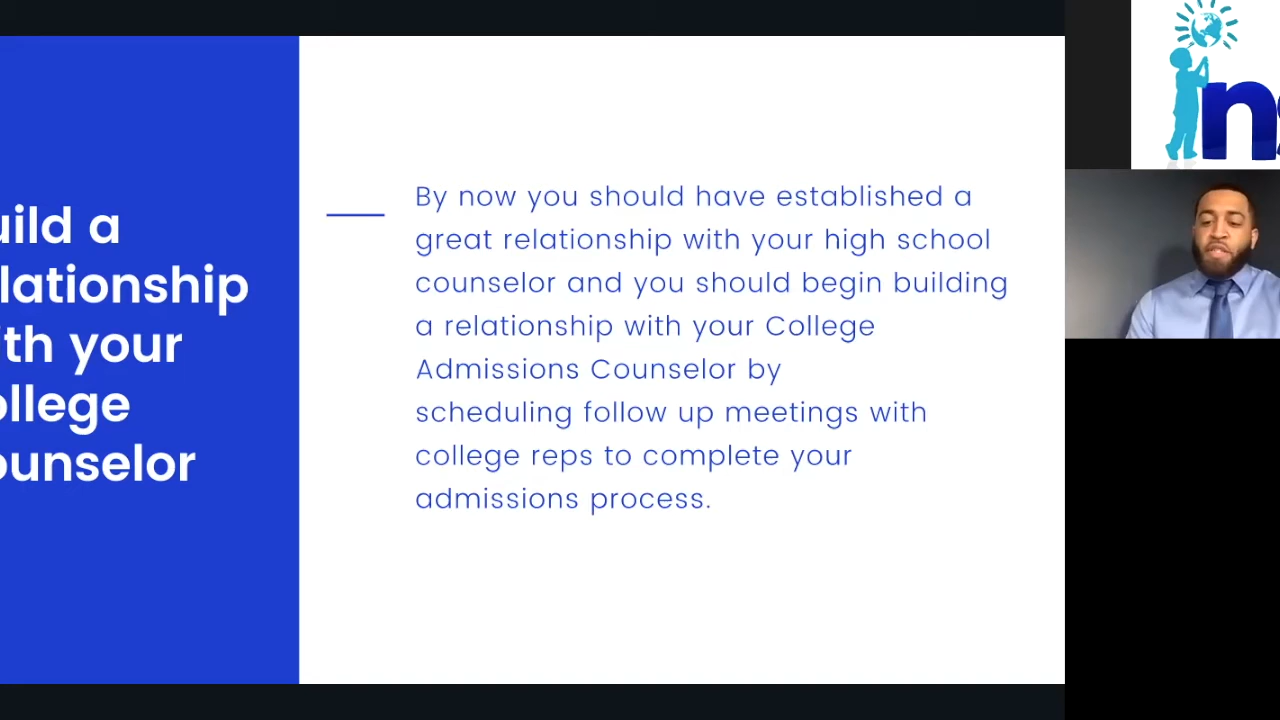 uild a
lationship
th your
ollege
ounselor
By now you should have established a
great relationship with your high school
counselor and you should begin building
a relationship with your College
Admissions Counselor by
scheduling follow up meetings with
college reps to complete your
admissions process.